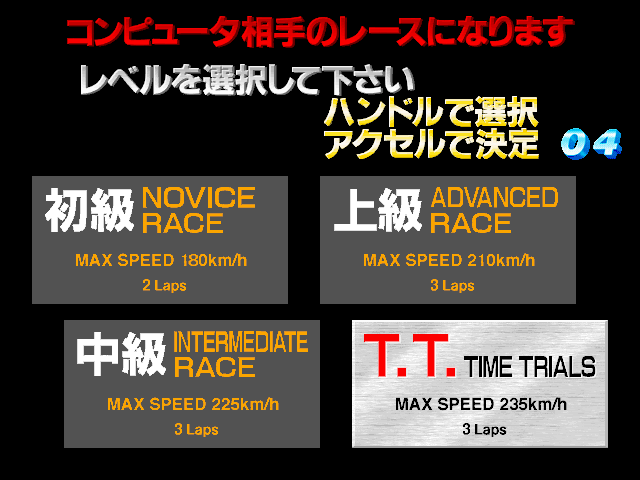 コンピュータ相手のレースになります
レベルを選択して下さい
ハンドルで選択
アクセルで決定 04
初級 NOVICE RACE
MAX SPEED 180km/h
2 Laps
上級 ADVANCED RACE
MAX SPEED 210km/h
3 Laps
中級 INTERMEDIATE RACE
MAX SPEED 225km/h
3 Laps
T.T. TIME TRIALS
MAX SPEED 235km/h
3 Laps